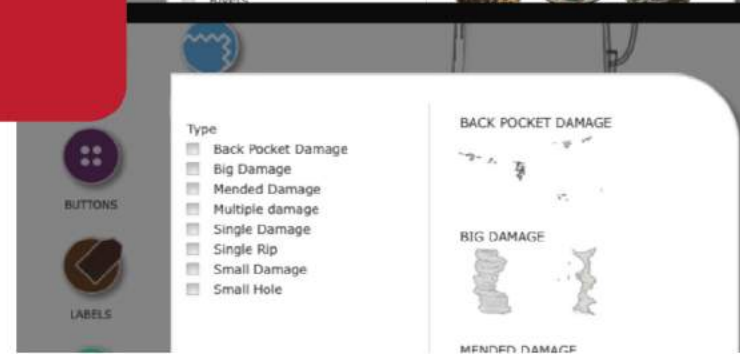 RIVETS
Type
Back Pocket Damage
Big Damage
Mended Damage
Multiple damage
Single Damage
Single Rip
Small Damage
Small Hole
BUTTONS
LABELS
BACK POCKET DAMAGE
BIG DAMAGE
MENDED DAMAGE